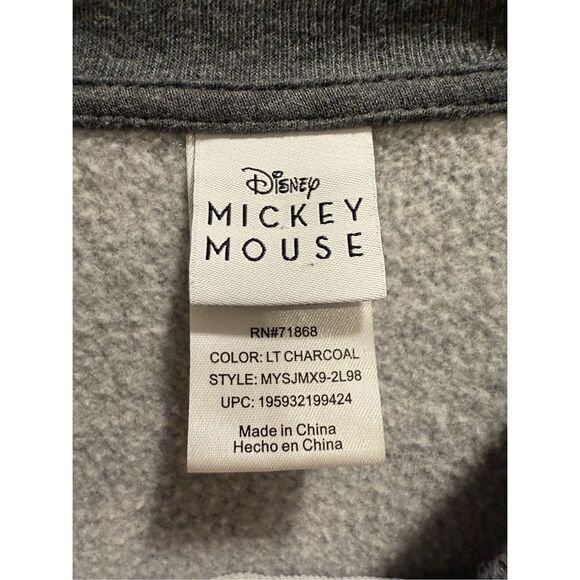 Disney
MICKEY
MOUSE
RN#71868
COLOR: LT CHARCOAL
STYLE: MYSJMX9-2L98
UPC: 195932199424
Made in China
Hecho en China